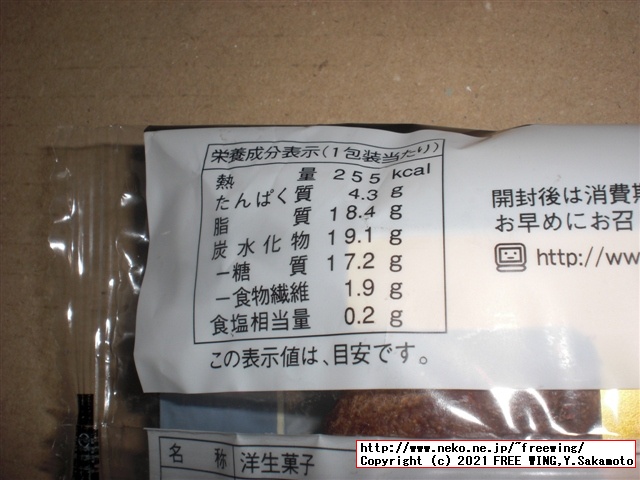 栄養成分表示(1包装当たり)
熱量 255 kcal
たんぱく質 4.3 g
脂質 18.4 g
炭水化物 19.1 g
－糖質 17.2 g
－食物繊維 1.9 g
食塩相当量 0.2 g
この表示値は、目安です。
開封後は消費期
お早めにお召
http://ww
名称 洋生菓子
http://www.neko.ne.jp/~freewing/
Copyright (c) 2021 FREE WING,Y.Sakamoto